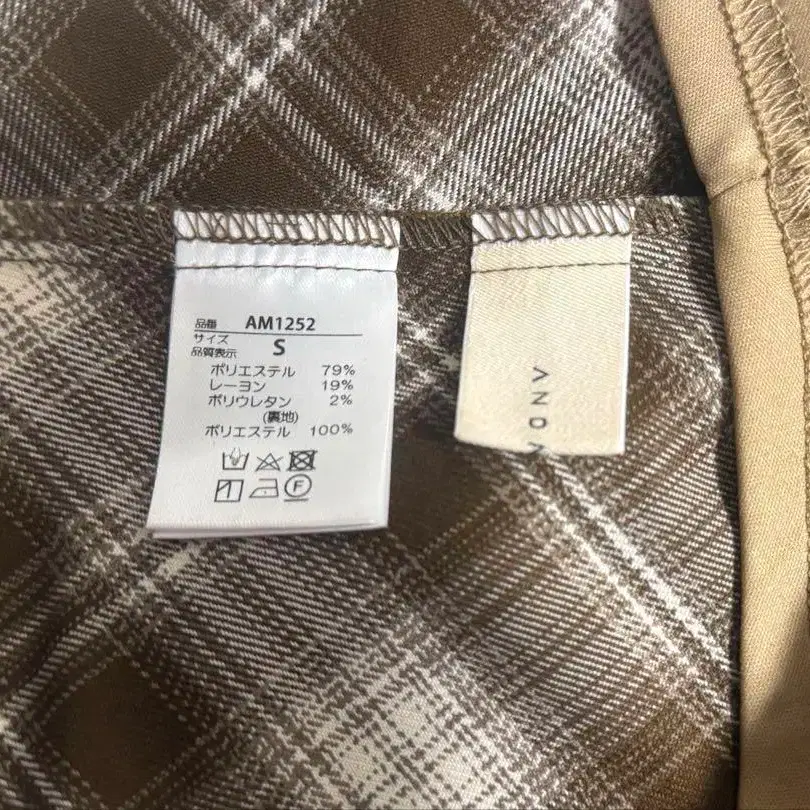 品番 AM1252
サイズ S
品質表示
ポリエステル 79%
レーヨン 19%
ポリウレタン 2%
(裏地)
ポリエステル 100%
F